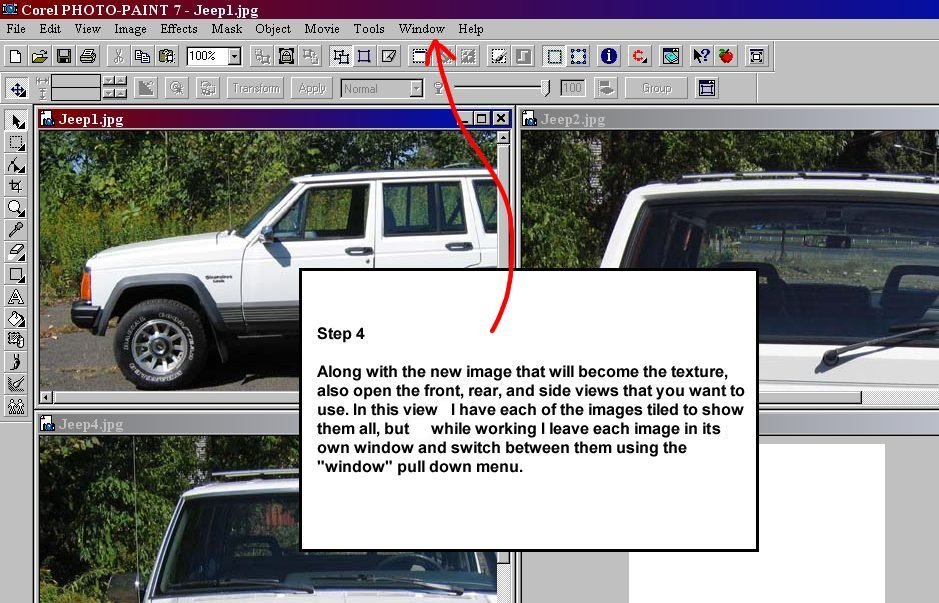 Corel PHOTO-PAINT 7 - Jeep1.jpg
File Edit View Image Effects Mask Object Movie Tools Window Help
100%
Transform Apply Normal 100 Group
Jeep1.jpg
Jeep2.jpg
Step 4
Along with the new image that will become the texture,
also open the front, rear, and side views that you want to
use. In this view I have each of the images tiled to show
them all, but while working I leave each image in its
own window and switch between them using the
"window" pull down menu.
Jeep4.jpg